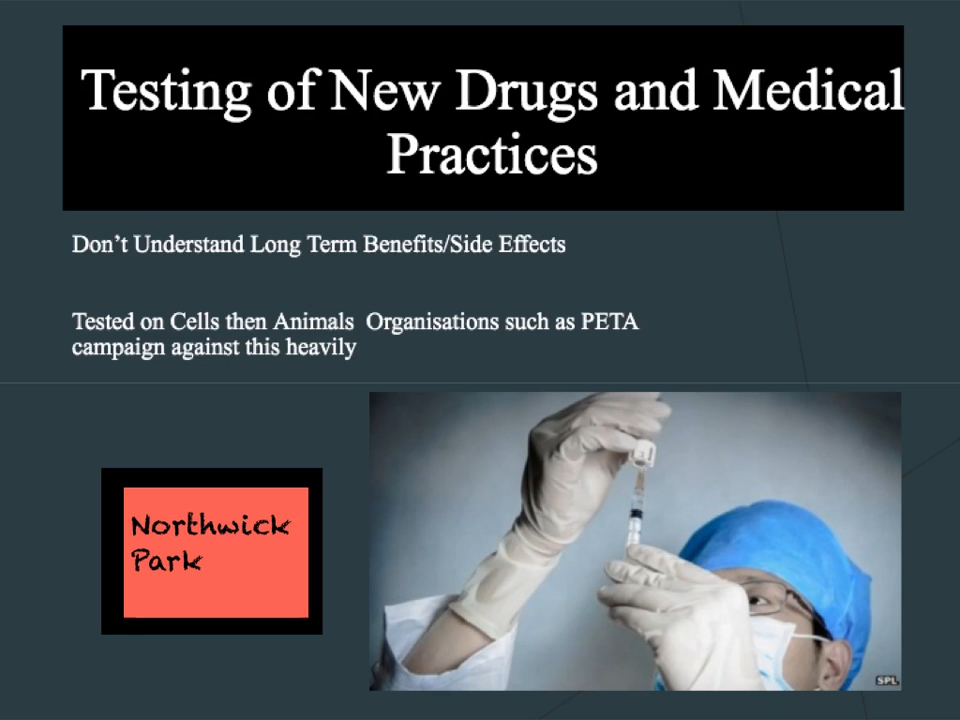 Testing of New Drugs and Medical
Practices
Don’t Understand Long Term Benefits/Side Effects
Tested on Cells then Animals  Organisations such as PETA
campaign against this heavily
Northwick
Park
SPL